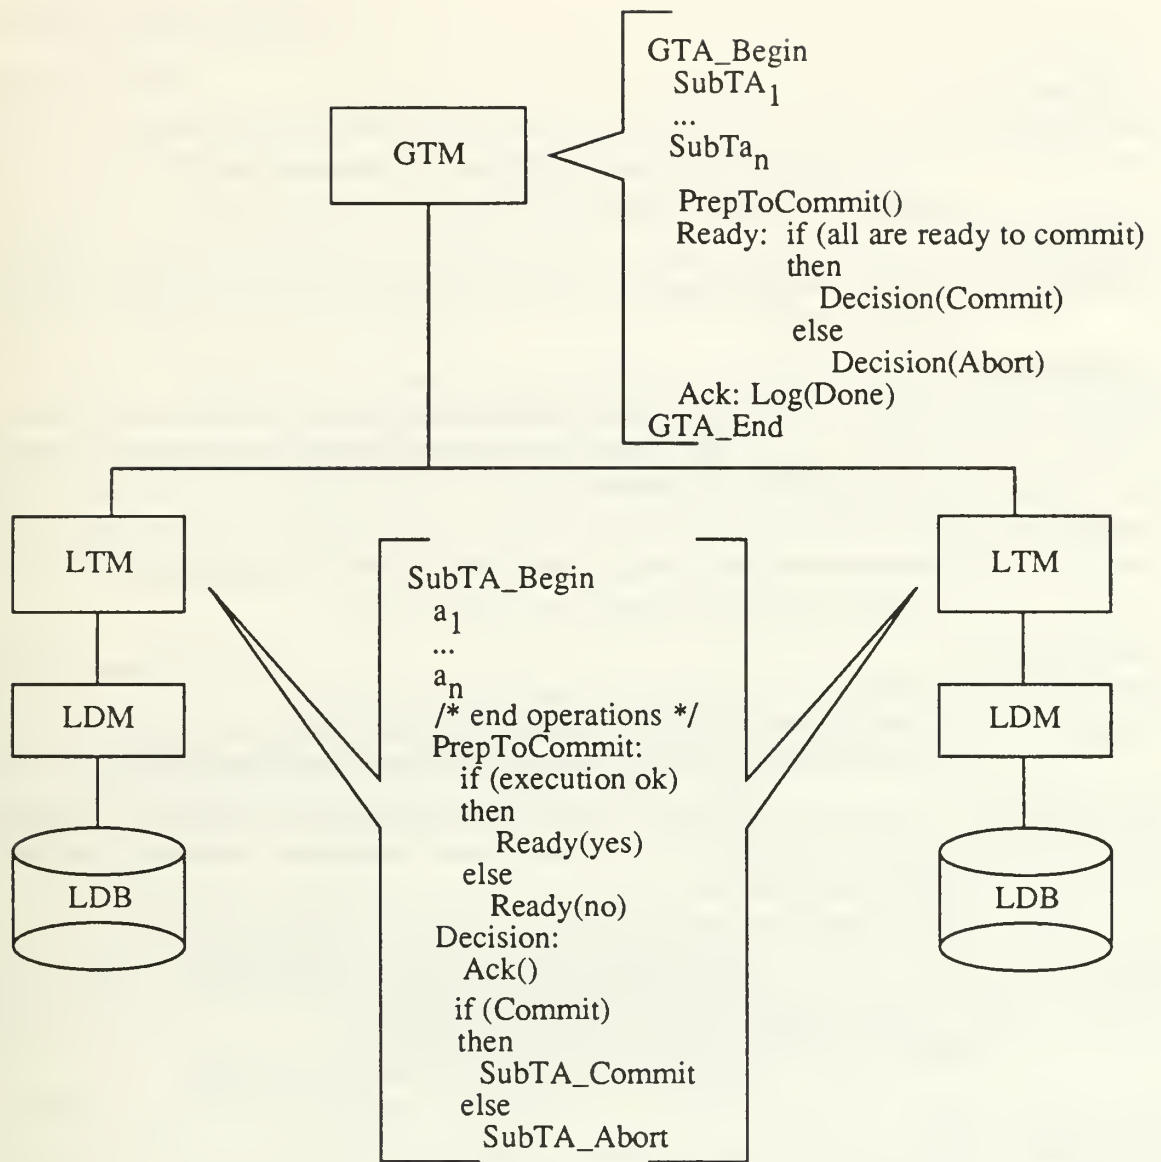 GTM
GTA_Begin
SubTA1
...
SubTan
PrepToCommit()
Ready: if (all are ready to commit)
then
Decision(Commit)
else
Decision(Abort)
Ack: Log(Done)
GTA_End
LTM
LDM
LDB
SubTA_Begin
a1
...
an
/* end operations */
PrepToCommit:
if (execution ok)
then
Ready(yes)
else
Ready(no)
Decision:
Ack()
if (Commit)
then
SubTA_Commit
else
SubTA_Abort
LTM
LDM
LDB